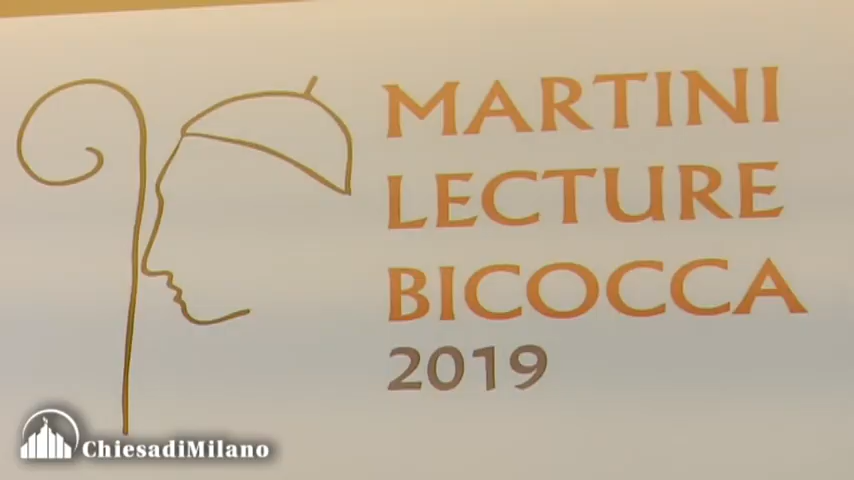 MARTINI
LECTURE
BICOCCA
2019
ChiesadiMilano